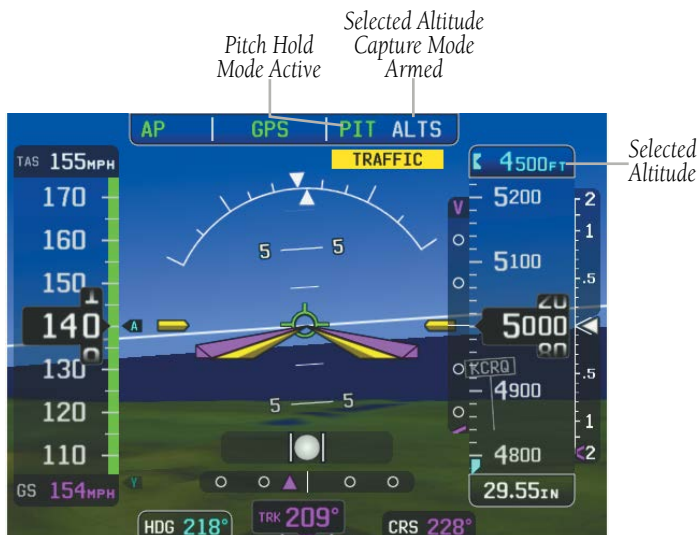 Selected Altitude
Capture Mode
Armed
Pitch Hold
Mode Active
Selected
Altitude
AP GPS PIT ALTS
TRAFFIC
TAS 155MPH
4500FT
170
160
150
140
130
120
110
GS 154MPH
A
Y
5 5
5 5
V
5200
5100
5000
20
80
4900
4800
KCRQ
2
1
.5
.5
1
2
29.55IN
HDG 218°
TRK 209°
CRS 228°